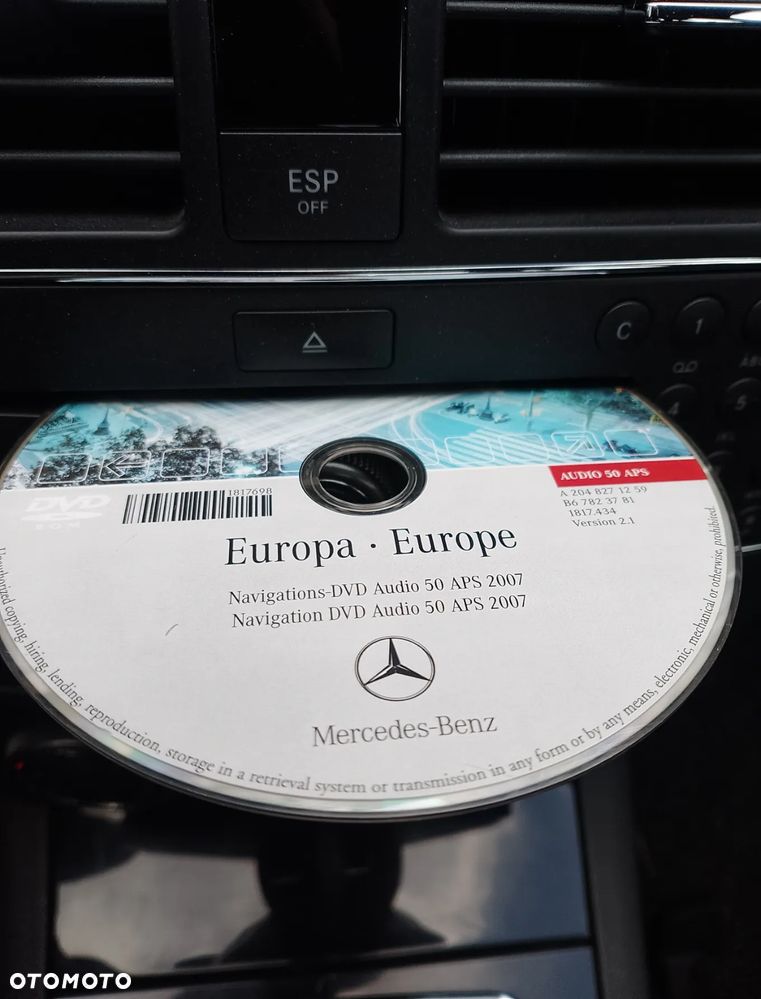 ESP
OFF
C
1
4
5
DVD
ROM
1817698
AUDIO 50 APS
A 204 827 12 59
B6 782 37 81
1817.434
Version 2.1
Europa · Europe
Navigations-DVD Audio 50 APS 2007
Navigation DVD Audio 50 APS 2007
Mercedes-Benz
Unauthorized copying, hiring, lending, reproduction, storage in a retrieval system or transmission in any form or by any means, electronic, mechanical or otherwise, prohibited.
OTOMOTO